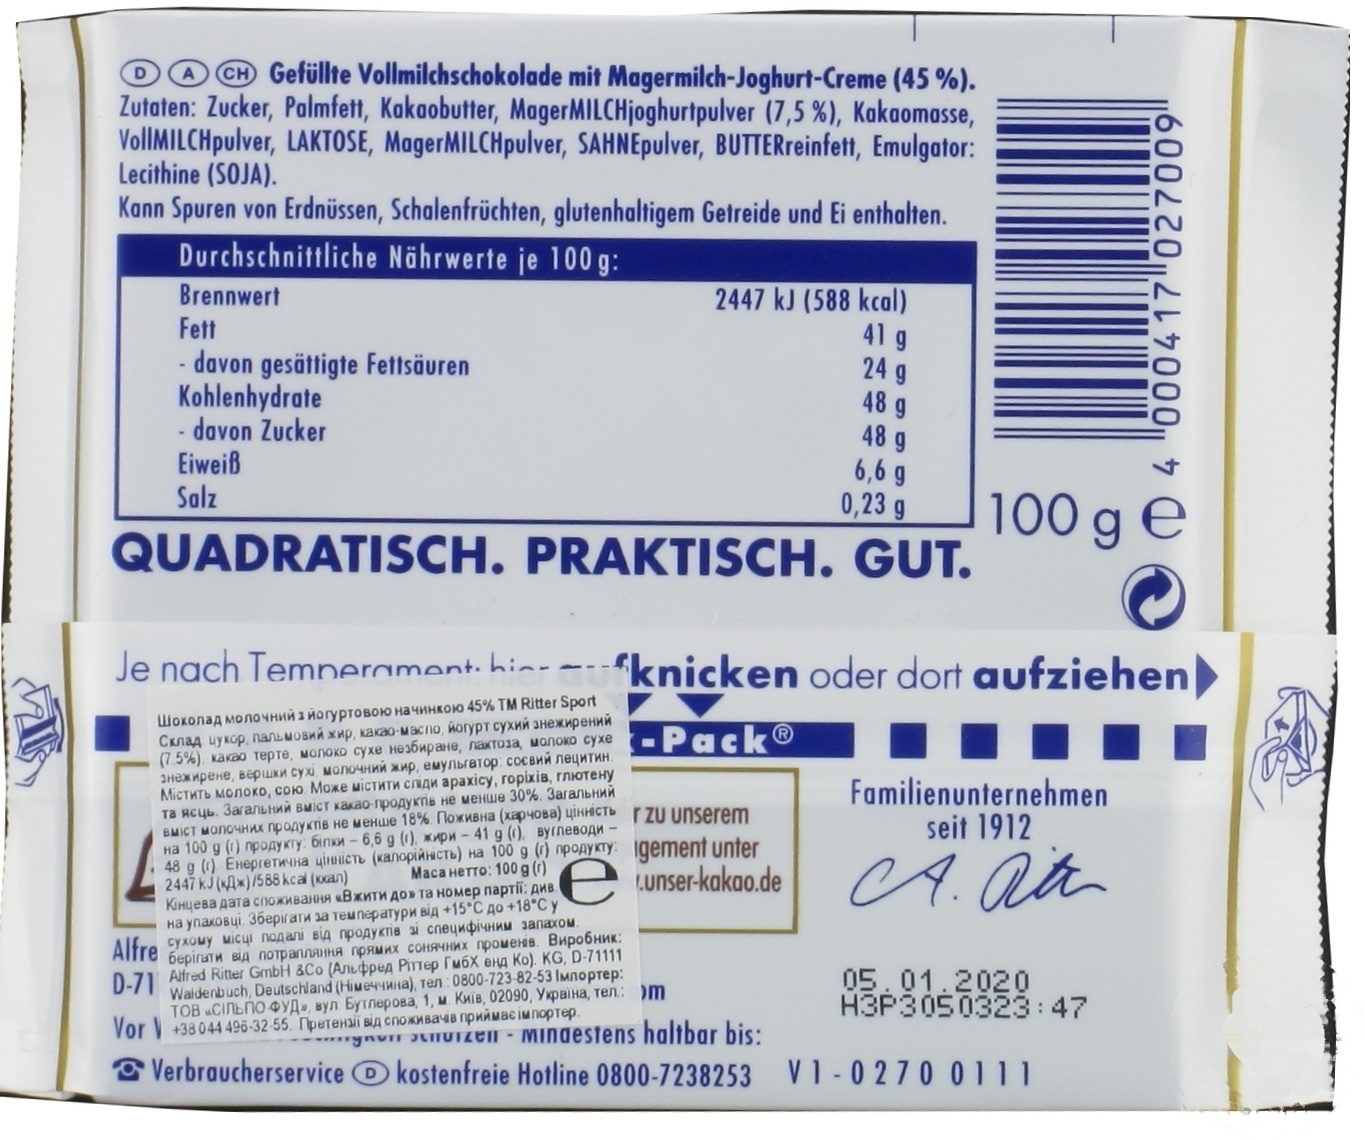 D A CH Gefüllte Vollmilchschokolade mit Magermilch-Joghurt-Creme (45 %).
Zutaten: Zucker, Palmfett, Kakaobutter, MagerMILCHjoghurtpulver (7,5 %), Kakaomasse,
VollMILCHpulver, LAKTOSE, MagerMILCHpulver, SAHNEpulver, BUTTERreinfett, Emulgator:
Lecithine (SOJA).
Kann Spuren von Erdnüssen, Schalenfrüchten, glutenhaltigem Getreide und Ei enthalten.
Durchschnittliche Nährwerte je 100 g:
Brennwert 2447 kJ (588 kcal)
Fett 41 g
- davon gesättigte Fettsäuren 24 g
Kohlenhydrate 48 g
- davon Zucker 48 g
Eiweiß 6,6 g
Salz 0,23 g
4 000417 027009
100 g e
QUADRATISCH. PRAKTISCH. GUT.
Je nach Temperament: hier aufknicken oder dort aufziehen
k-Pack®
Шоколад молочний з йогуртовою начинкою 45% ТМ Ritter Sport
Склад: цукор, пальмовий жир, какао-масло, йогурт сухий знежирений
(7.5%), какао терте, молоко сухе незбиране, лактоза, молоко сухе
знежирене, вершки сухі, молочний жир, емульгатор: соєвий лецитин.
Містить молоко, сою. Може містити сліди арахісу, горіхів, глютену
та яєць. Загальний вміст какао-продуктів не менше 30%. Загальний
вміст молочних продуктів не менше 18%. Поживна (харчова) цінність
на 100 g (г) продукту: білки – 6,6 g (г), жири – 41 g (г), вуглеводи –
48 g (г). Енергетична цінність (калорійність) на 100 g (г) продукту:
2447 kJ (кДж)/588 kcal (ккал) Маса нетто: 100 g (г) e
Кінцева дата споживання «Вжити до» та номер партії: див.
на упаковці. Зберігати за температури від +15°С до +18°С у
сухому місці подалі від продуктів зі специфічним запахом.
берігати від потрапляння прямих сонячних променів. Виробник:
Alfred Ritter GmbH &Co (Альфред Ріттер ГмбХ енд Ко). KG, D-71111
Waldenbuch, Deutschland (Німеччина), тел.: 0800-723-82-53 Імпортер:
ТОВ «СІЛЬПО-ФУД», вул. Бутлерова, 1, м. Київ, 02090, Україна, тел.:
+38 044 496-32-55. Претензії від споживачів приймає імпортер.
r zu unserem
gement unter
.unser-kakao.de
Familienunternehmen
seit 1912
A. Ritter
Alfre
D-71
om
05.01.2020
H3P3050323:47
Vor schützen - Mindestens haltbar bis:
Verbraucherservice D kostenfreie Hotline 0800-7238253
V1-02700111